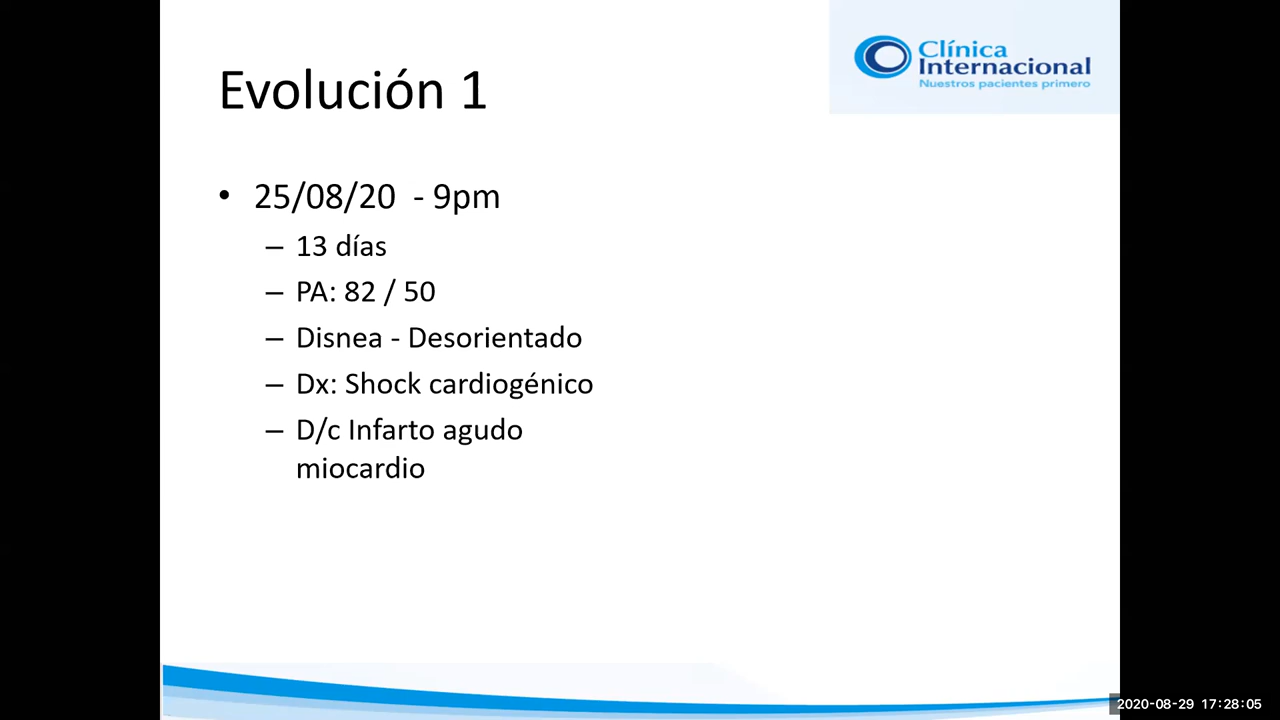 Clínica
Internacional
Nuestros pacientes primero
Evolución 1
• 25/08/20 - 9pm
– 13 días
– PA: 82 / 50
– Disnea - Desorientado
– Dx: Shock cardiogénico
– D/c Infarto agudo
miocardio
2020-08-29 17:28:05